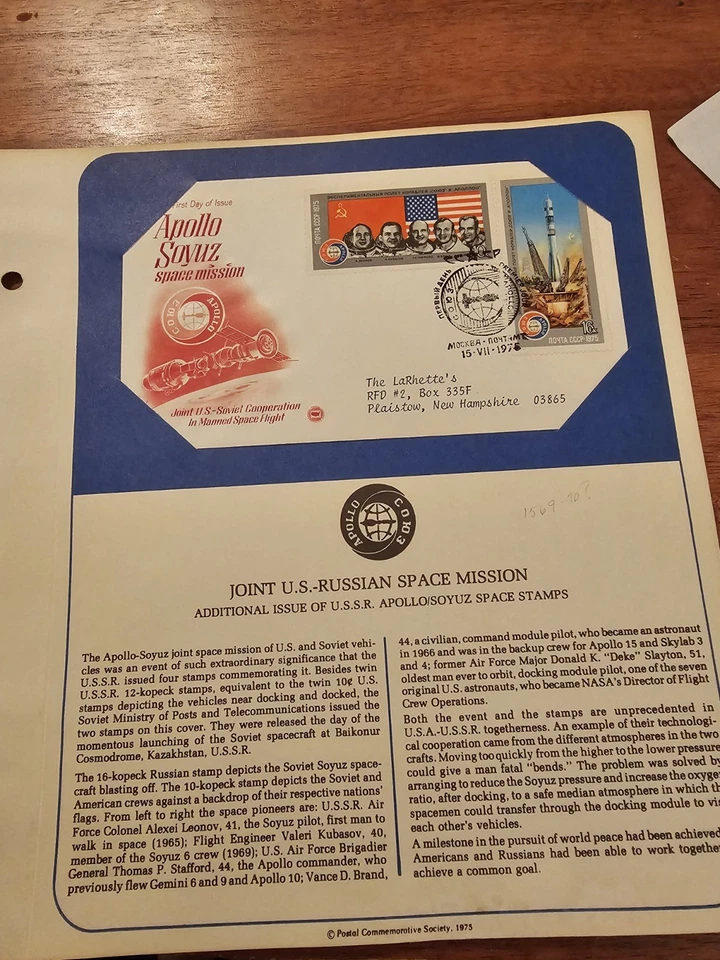 First Day of Issue
Apollo
Soyuz
space mission
APOLLO
СОЮЗ
Joint U.S.-Soviet Cooperation
In Manned Space Flight
ЭКСПЕРИМЕНТАЛЬНЫЙ ПОЛЕТ КОРАБЛЕЙ "СОЮЗ" И "АПОЛЛОН"
ПОЧТА СССР·1975
16к
ПОЧТА СССР·1975
ПЕРВЫЙ ДЕНЬ
СОЮЗ
МОСКВА-ПОЧТАМТ
15·VII·1975
The LaRhette's
RFD #2, Box 335F
Plaistow, New Hampshire 03865
APOLLO
СОЮЗ
1569-70?
JOINT U.S.-RUSSIAN SPACE MISSION
ADDITIONAL ISSUE OF U.S.S.R. APOLLO/SOYUZ SPACE STAMPS
The Apollo-Soyuz joint space mission of U.S. and Soviet vehi-
cles was an event of such extraordinary significance that the
U.S.S.R. issued four stamps commemorating it. Besides twin
U.S.S.R. 12-kopeck stamps, equivalent to the twin 10¢ U.S.
stamps depicting the vehicles near docking and docked, the
Soviet Ministry of Posts and Telecommunications issued the
two stamps on this cover. They were released the day of the
momentous launching of the Soviet spacecraft at Baikonur
Cosmodrome, Kazakhstan, U.S.S.R.
The 16-kopeck Russian stamp depicts the Soviet Soyuz space-
craft blasting off. The 10-kopeck stamp depicts the Soviet and
American crews against a backdrop of their respective nations'
flags. From left to right the space pioneers are: U.S.S.R. Air
Force Colonel Alexei Leonov, 41, the Soyuz pilot, first man to
walk in space (1965); Flight Engineer Valeri Kubasov, 40,
member of the Soyuz 6 crew (1969); U.S. Air Force Brigadier
General Thomas P. Stafford, 44, the Apollo commander, who
previously flew Gemini 6 and 9 and Apollo 10; Vance D. Brand,
44, a civilian, command module pilot, who became an astronaut
in 1966 and was in the backup crew for Apollo 15 and Skylab 3
and 4; former Air Force Major Donald K. "Deke" Slayton, 51,
oldest man ever to orbit, docking module pilot, one of the seven
original U.S. astronauts, who became NASA's Director of Flight
Crew Operations.
Both the event and the stamps are unprecedented in
U.S.A.-U.S.S.R. togetherness. An example of their technologi-
cal cooperation came from the different atmospheres in the two
crafts. Moving too quickly from the higher to the lower pressure
could give a man fatal "bends." The problem was solved by
arranging to reduce the Soyuz pressure and increase the oxyge
ratio, after docking, to a safe median atmosphere in which th
spacemen could transfer through the docking module to vi
each other's vehicles.
A milestone in the pursuit of world peace had been achieved
Americans and Russians had been able to work together
achieve a common goal.
© Postal Commemorative Society, 1975